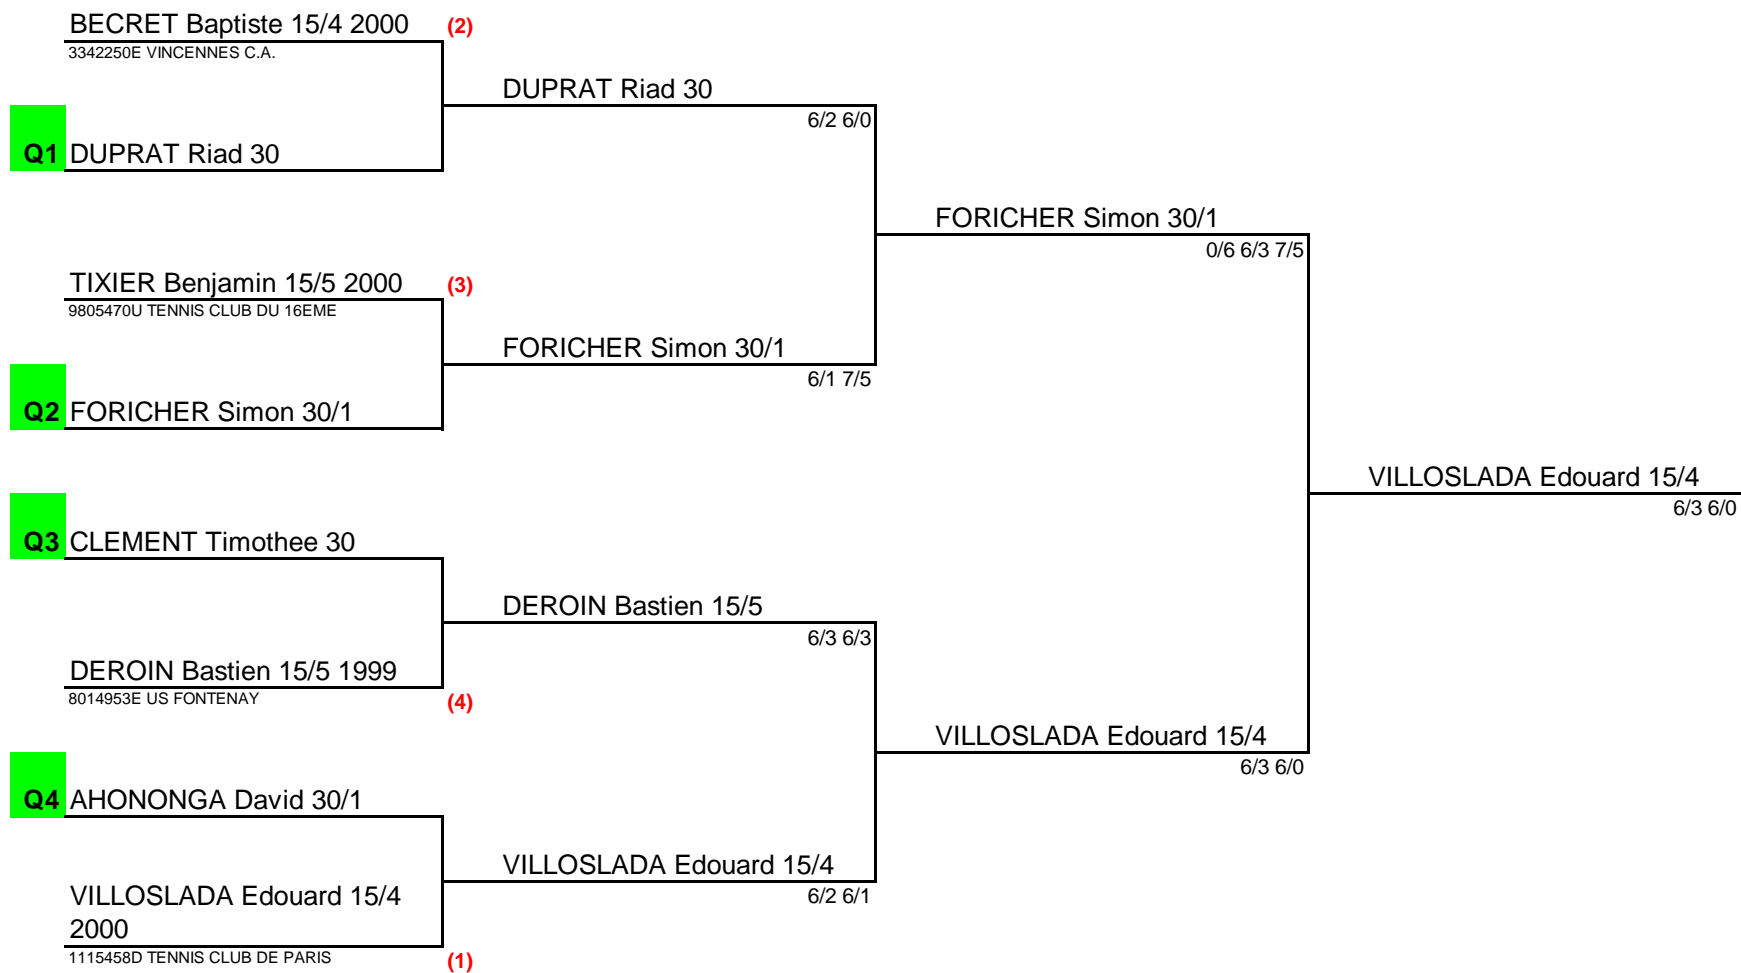 BECRET Baptiste 15/4 2000 (2)
3342250E VINCENNES C.A.
DUPRAT Riad 30
6/2 6/0
Q1 DUPRAT Riad 30
FORICHER Simon 30/1
0/6 6/3 7/5
TIXIER Benjamin 15/5 2000 (3)
9805470U TENNIS CLUB DU 16EME
FORICHER Simon 30/1
6/1 7/5
Q2 FORICHER Simon 30/1
VILLOSLADA Edouard 15/4
6/3 6/0
Q3 CLEMENT Timothee 30
DEROIN Bastien 15/5
6/3 6/3
DEROIN Bastien 15/5 1999
8014953E US FONTENAY (4)
VILLOSLADA Edouard 15/4
6/3 6/0
Q4 AHONONGA David 30/1
VILLOSLADA Edouard 15/4
6/2 6/1
VILLOSLADA Edouard 15/4
2000
1115458D TENNIS CLUB DE PARIS (1)